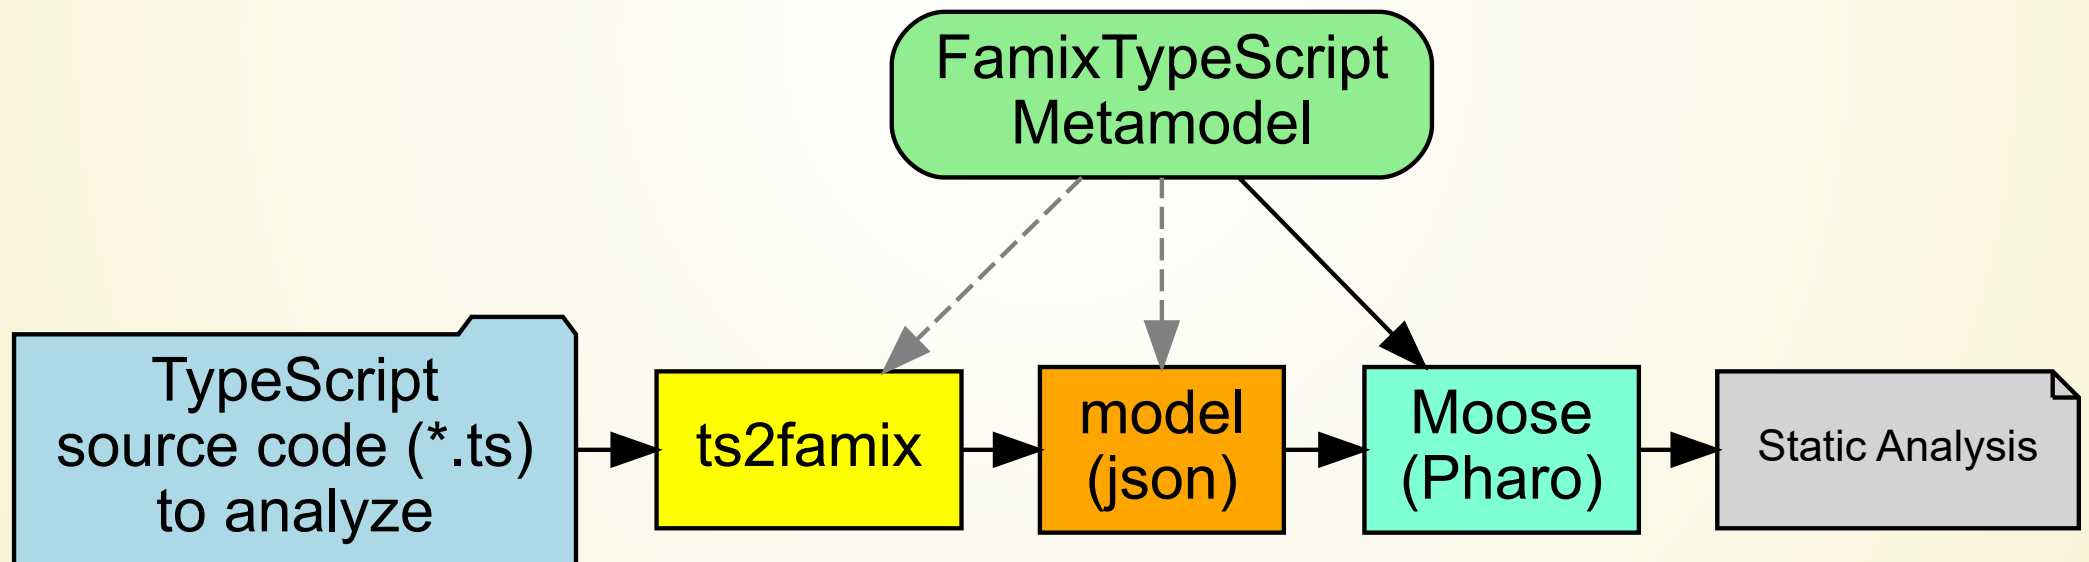 FamixTypeScript
Metamodel
TypeScript
source code (*.ts)
to analyze
ts2famix
model
(json)
Moose
(Pharo)
Static Analysis